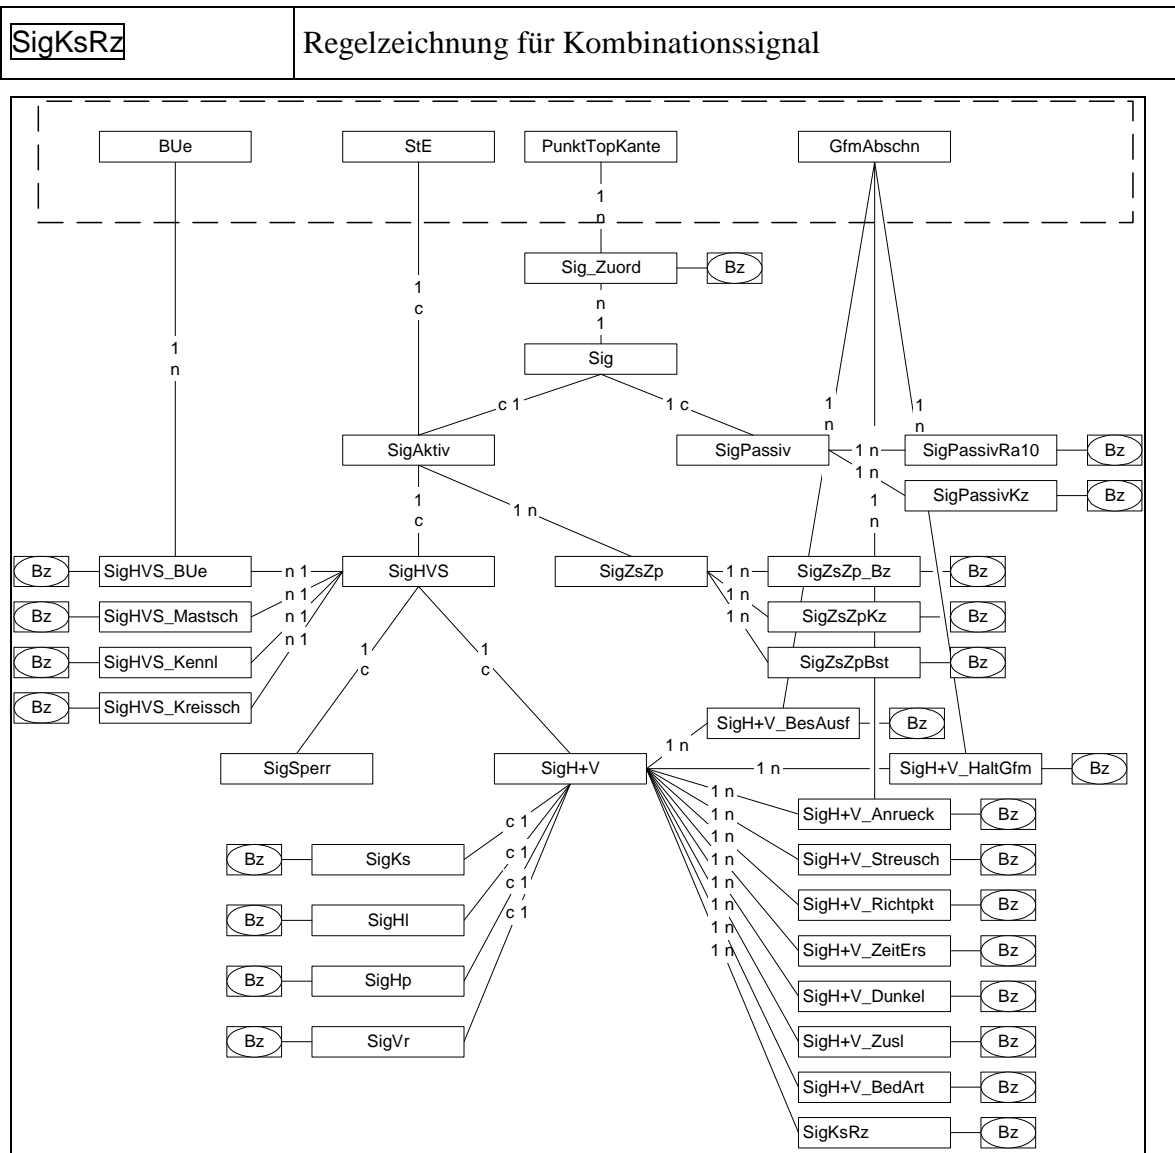 SigKsRz Regelzeichnung für Kombinationssignal
BUe StE PunktTopKante GfmAbschn
1
n
Sig_Zuord Bz
1
c
n
1
1
n
Sig
c 1 1 c
1
n
1
n
SigAktiv SigPassiv 1 n SigPassivRa10 Bz
1 n
SigPassivKz Bz
1
c
1 n
1
n
Bz SigHVS_BUe n 1 SigHVS SigZsZp 1 n SigZsZp_Bz Bz
n 1 1 n
Bz SigHVS_Mastsch n 1 1 n SigZsZpKz Bz
n 1
Bz SigHVS_Kennl 1
c
1
c
SigZsZpBst Bz
Bz SigHVS_Kreissch
SigH+V_BesAusf Bz
1 n
SigSperr SigH+V 1 n SigH+V_HaltGfm Bz
1 n SigH+V_Anrueck Bz
c 1 1 n
Bz SigKs 1 n SigH+V_Streusch Bz
c 1 1 n
c 1 1 n
Bz SigHl c 1 1 n SigH+V_Richtpkt Bz
1 n
1 n SigH+V_ZeitErs Bz
Bz SigHp SigH+V_Dunkel Bz
Bz SigVr SigH+V_Zusl Bz
SigH+V_BedArt Bz
SigKsRz Bz